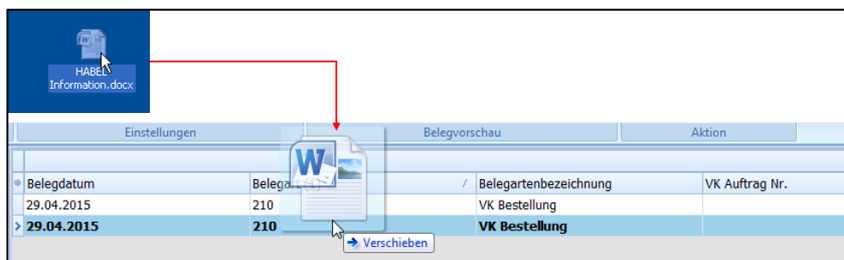 HABEL
Information.docx
Einstellungen Belegvorschau Aktion
Belegdatum Belegart Belegartenbezeichnung VK Auftrag Nr.
29.04.2015 210 VK Bestellung
29.04.2015 210 VK Bestellung
Verschieben